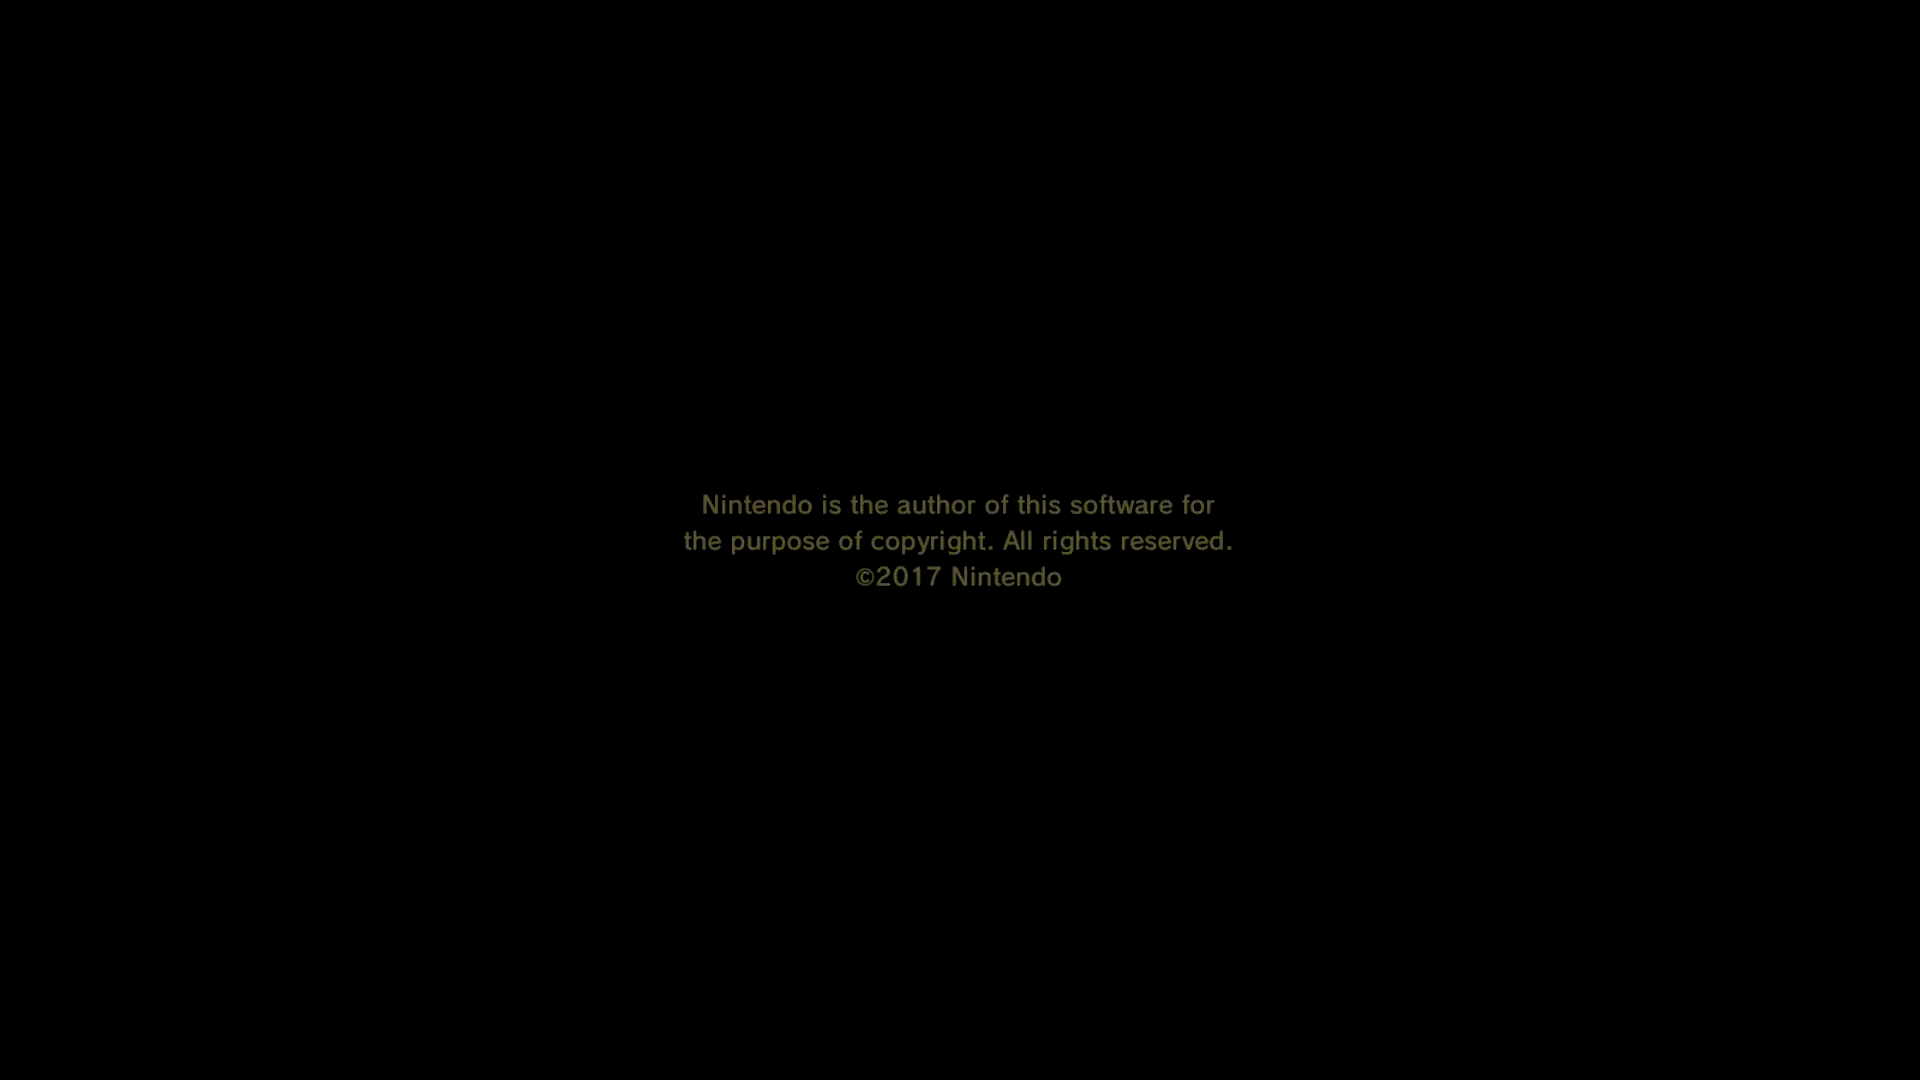 Nintendo is the author of this software for
the purpose of copyright. All rights reserved.
©2017 Nintendo